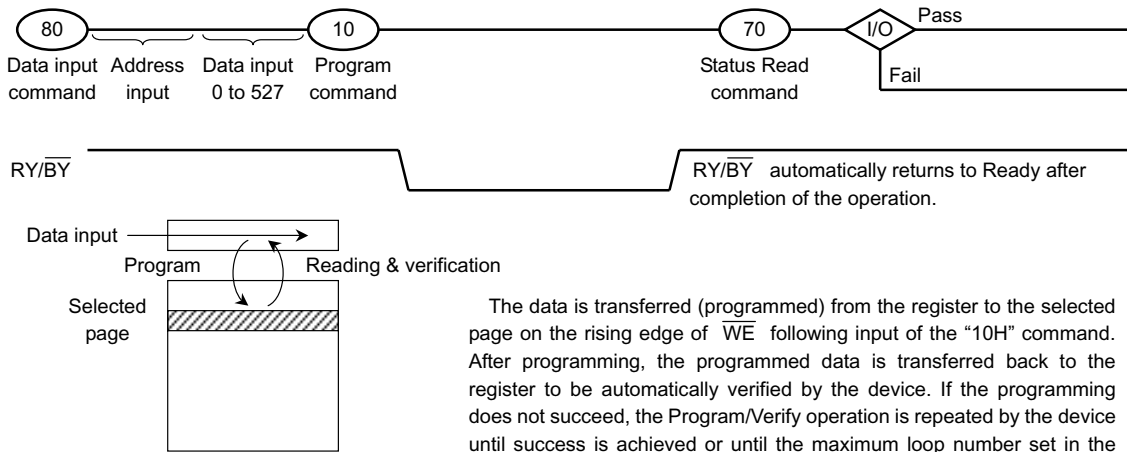 80 10 70 I/O Pass
Data input command
Address input
Data input 0 to 527
Program command
Status Read command
Fail
RY/BY
RY/BY automatically returns to Ready after
completion of the operation.
Data input
Program
Reading & verification
Selected
page
The data is transferred (programmed) from the register to the selected
page on the rising edge of WE following input of the “10H” command.
After programming, the programmed data is transferred back to the
register to be automatically verified by the device. If the programming
does not succeed, the Program/Verify operation is repeated by the device
until success is achieved or until the maximum loop number set in the